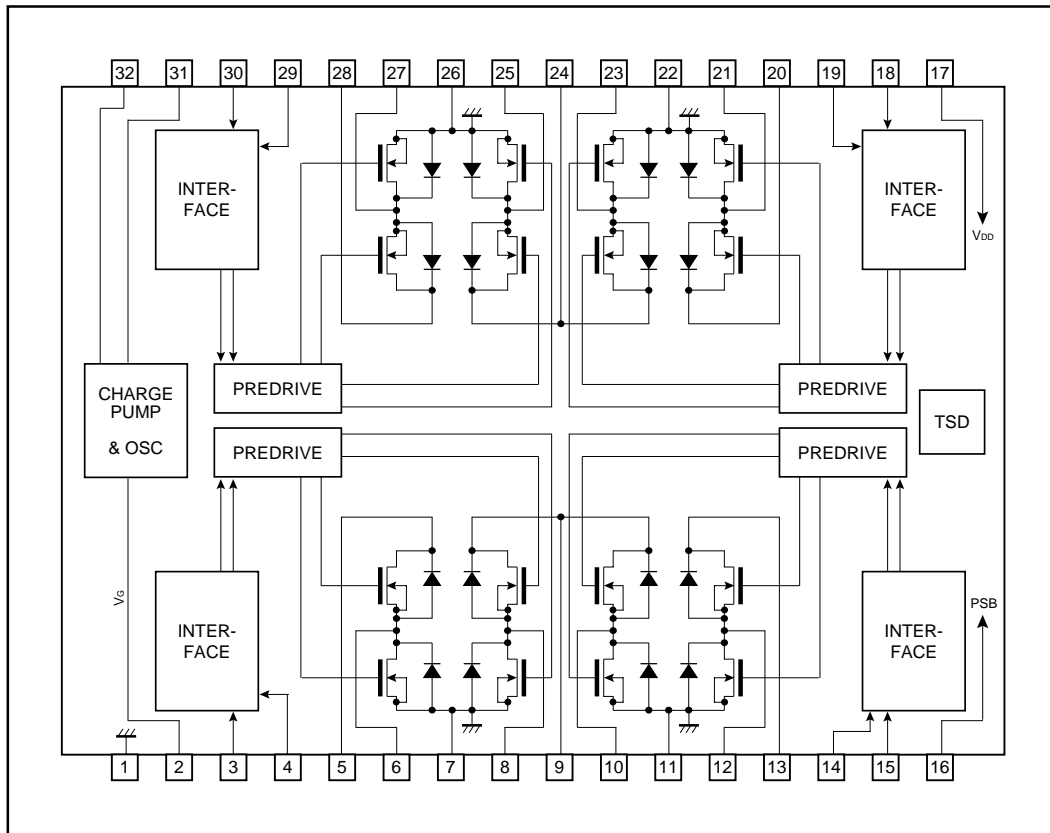 32 31 30 29 28 27 26 25 24 23 22 21 20 19 18 17
INTER-
FACE
INTER-
FACE
VDD
CHARGE
PUMP
& OSC
PREDRIVE
PREDRIVE
TSD
PREDRIVE
PREDRIVE
VG
INTER-
FACE
INTER-
FACE
PSB
1 2 3 4 5 6 7 8 9 10 11 12 13 14 15 16